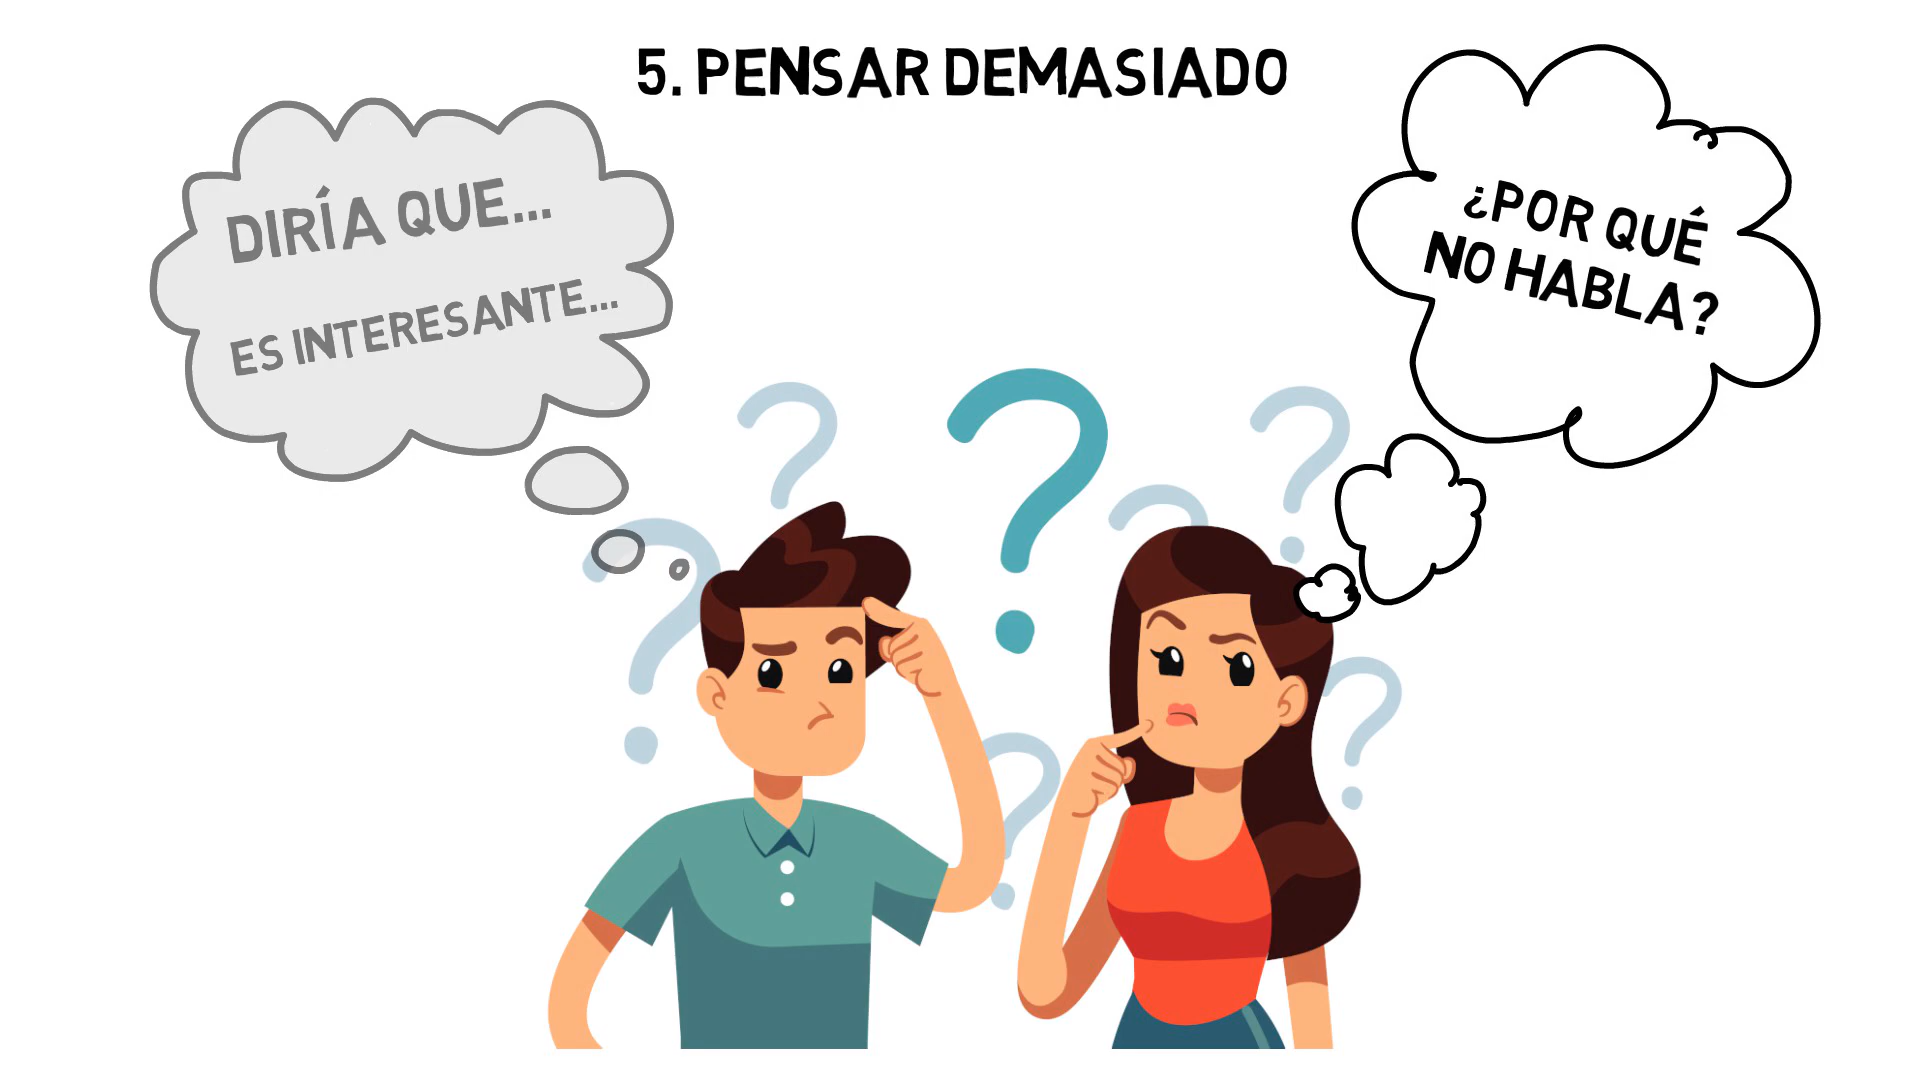 5. PENSAR DEMASIADO
DIRÍA QUE...
ES INTERESANTE...
¿POR QUÉ
NO HABLA?